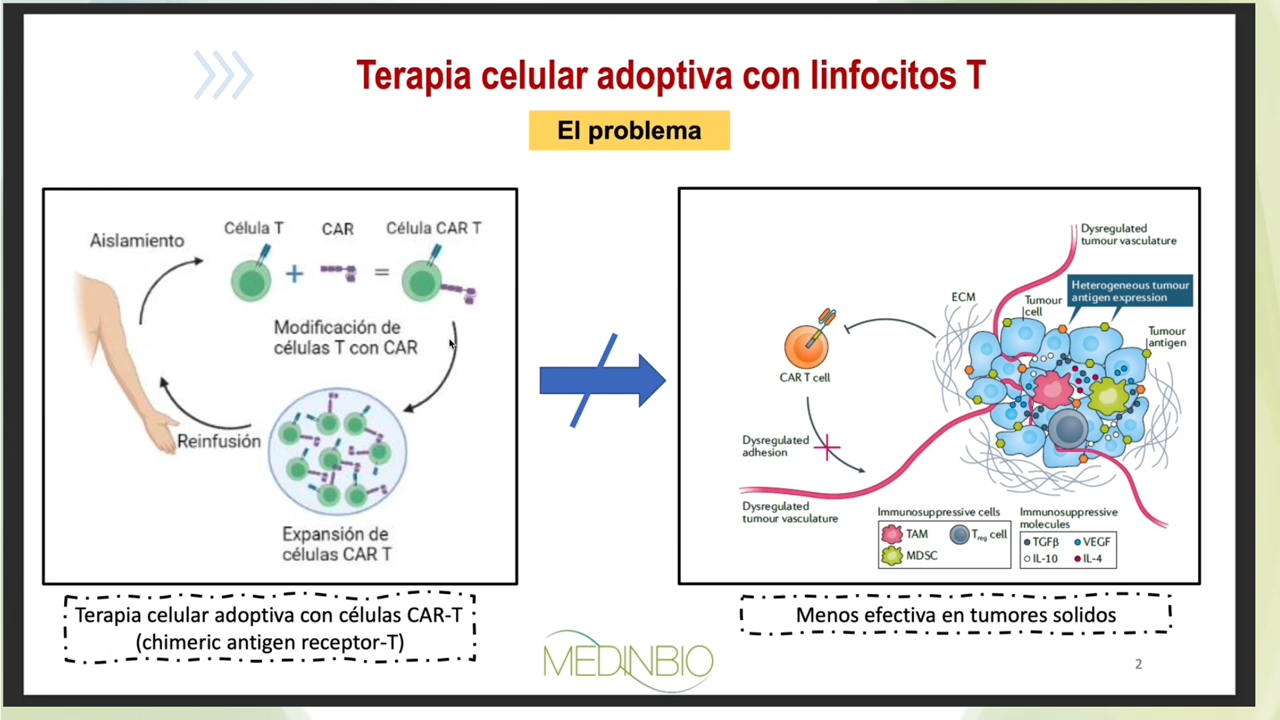 Terapia celular adoptiva con linfocitos T
El problema
Aislamiento
Célula T
CAR
Célula CAR T
+
=
Modificación de
células T con CAR
Reinfusión
Expansión de
células CAR T
Terapia celular adoptiva con células CAR-T
(chimeric antigen receptor-T)
Dysregulated
tumour vasculature
Heterogeneous tumour
antigen expression
ECM
Tumour
cell
Tumour
antigen
CAR T cell
Dysregulated
adhesion
Dysregulated
tumour vasculature
Immunosuppressive cells
TAM
Treg cell
MDSC
Immunosuppressive
molecules
TGFβ
VEGF
IL-10
IL-4
Menos efectiva en tumores solidos
MEDINBIO
2